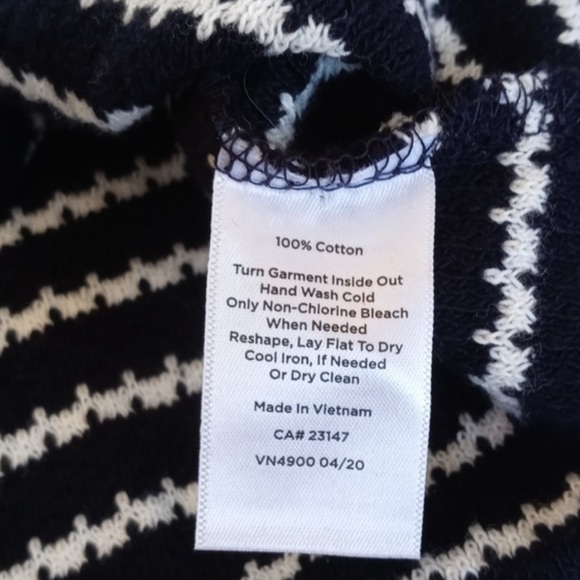 100% Cotton
Turn Garment Inside Out
Hand Wash Cold
Only Non-Chlorine Bleach
When Needed
Reshape, Lay Flat To Dry
Cool Iron, If Needed
Or Dry Clean
Made In Vietnam
CA# 23147
VN4900 04/20